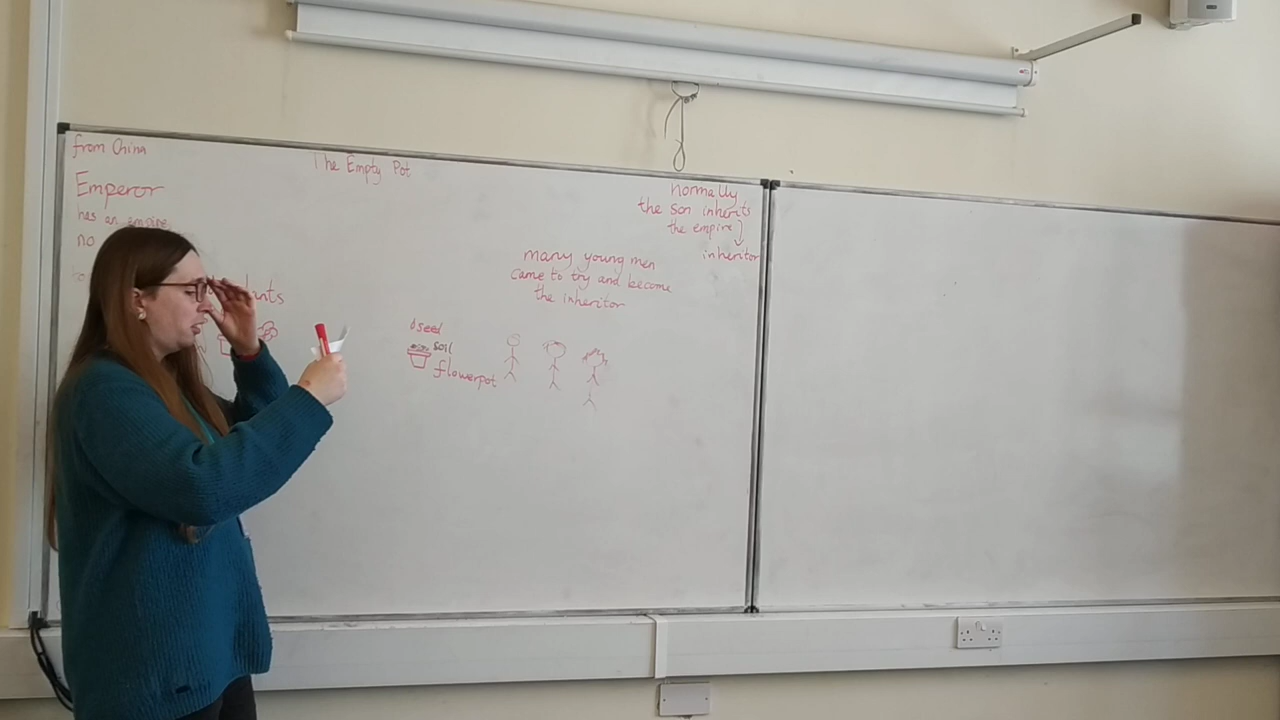 from China
The Empty Pot
Emperor
has an empire
no
normally
the son inherits
the empire
inheritor
many young men
came to try and become
the inheritor
seed
soil
flowerpot